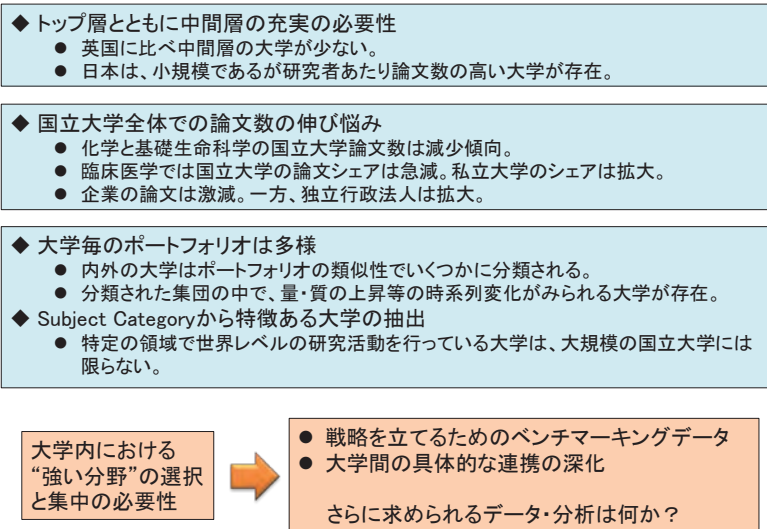 ◆ トップ層とともに中間層の充実の必要性
● 英国に比べ中間層の大学が少ない。
● 日本は、小規模であるが研究者あたり論文数の高い大学が存在。
◆ 国立大学全体での論文数の伸び悩み
● 化学と基礎生命科学の国立大学論文数は減少傾向。
● 臨床医学では国立大学の論文シェアは急減。私立大学のシェアは拡大。
● 企業の論文は激減。一方、独立行政法人は拡大。
◆ 大学毎のポートフォリオは多様
● 内外の大学はポートフォリオの類似性でいくつかに分類される。
● 分類された集団の中で、量・質の上昇等の時系列変化がみられる大学が存在。
◆ Subject Categoryから特徴ある大学の抽出
● 特定の領域で世界レベルの研究活動を行っている大学は、大規模の国立大学には
限らない。
大学内における
“強い分野”の選択
と集中の必要性
● 戦略を立てるためのベンチマーキングデータ
● 大学間の具体的な連携の深化
さらに求められるデータ・分析は何か？